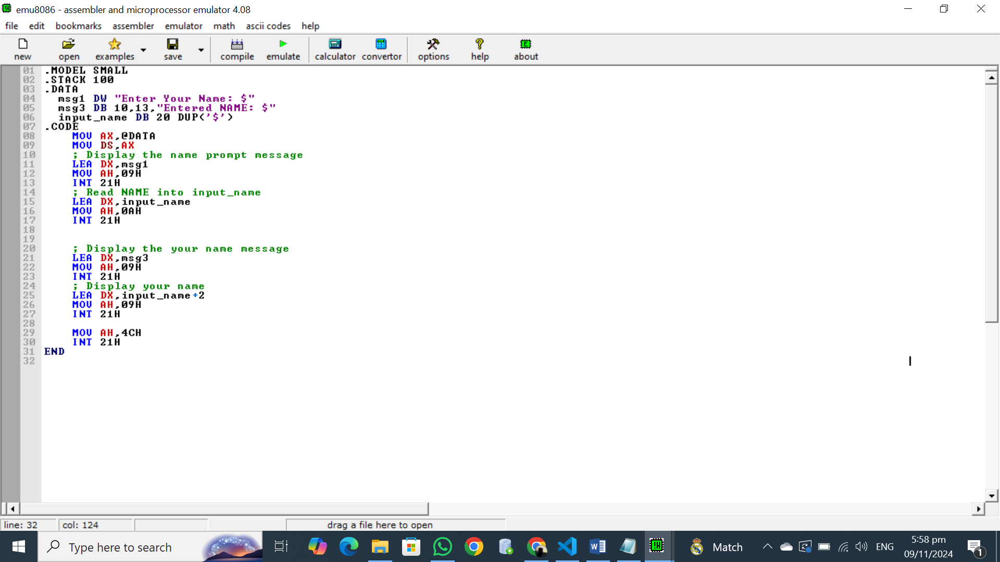 emu8086 - assembler and microprocessor emulator 4.08
file edit bookmarks assembler emulator math ascii codes help
new open examples save compile emulate calculator convertor options help about
01 .MODEL SMALL
02 .STACK 100
03 .DATA
04   msg1 DW "Enter Your Name: $"
05   msg3 DB 10,13,"Entered NAME: $"
06   input_name DB 20 DUP('$')
07 .CODE
08     MOV AX,@DATA
09     MOV DS,AX
10     ; Display the name prompt message
11     LEA DX,msg1
12     MOV AH,09H
13     INT 21H
14     ; Read NAME into input_name
15     LEA DX,input_name
16     MOV AH,0AH
17     INT 21H
18
19
20     ; Display the your name message
21     LEA DX,msg3
22     MOV AH,09H
23     INT 21H
24     ; Display your name
25     LEA DX,input_name+2
26     MOV AH,09H
27     INT 21H
28
29     MOV AH,4CH
30     INT 21H
31 END
32
line: 32 col: 124 drag a file here to open
Type here to search Match ENG 5:58 pm
09/11/2024 1